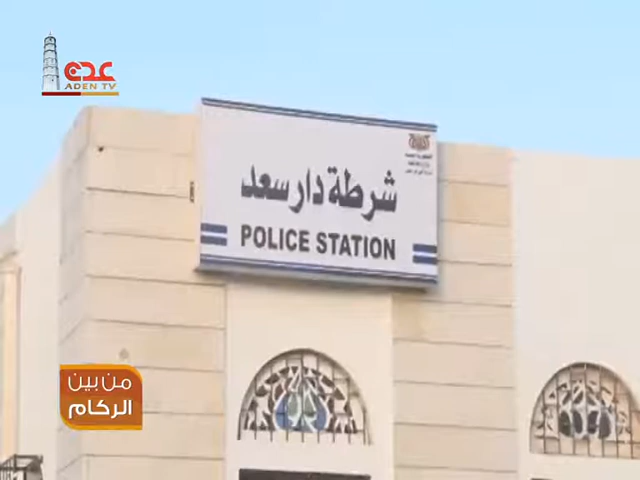 عدن
ADEN TV
شرطة دار سعد
POLICE STATION
من بين
الركام